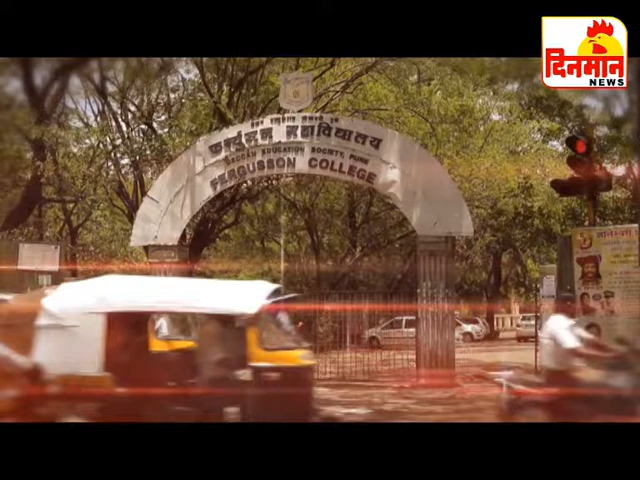 दिनमान
NEWS
फर्ग्युसन महाविद्यालय
DECCAN EDUCATION SOCIETY, PUNE
FERGUSSON COLLEGE